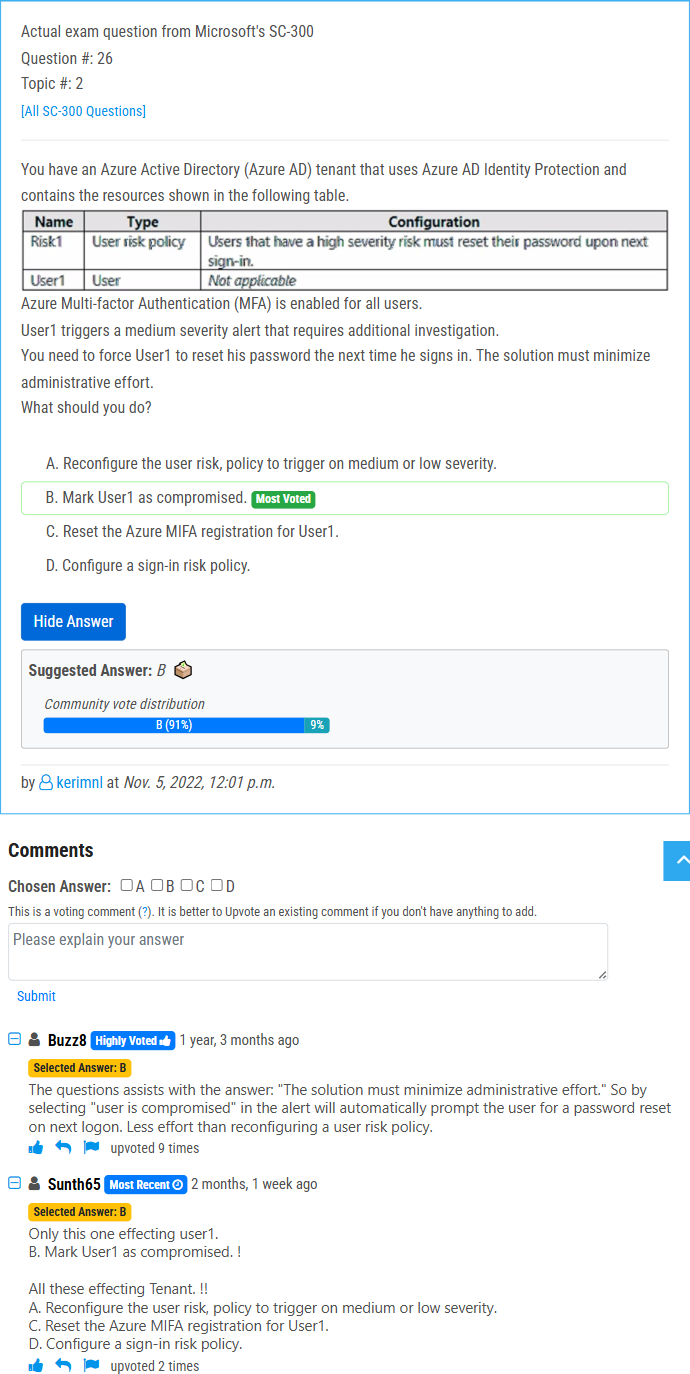 Actual exam question from Microsoft's SC-300
Question #: 26
Topic #: 2
[All SC-300 Questions]
You have an Azure Active Directory (Azure AD) tenant that uses Azure AD Identity Protection and
contains the resources shown in the following table.
Name Type Configuration
Risk1 User risk policy Users that have a high severity risk must reset their password upon next
sign-in.
User1 User Not applicable
Azure Multi-factor Authentication (MFA) is enabled for all users.
User1 triggers a medium severity alert that requires additional investigation.
You need to force User1 to reset his password the next time he signs in. The solution must minimize
administrative effort.
What should you do?
A. Reconfigure the user risk, policy to trigger on medium or low severity.
B. Mark User1 as compromised. Most Voted
C. Reset the Azure MIFA registration for User1.
D. Configure a sign-in risk policy.
Hide Answer
Suggested Answer: B
Community vote distribution
B (91%) 9%
by kerimnl at Nov. 5, 2022, 12:01 p.m.
Comments
Chosen Answer: A B C D
This is a voting comment (?). It is better to Upvote an existing comment if you don't have anything to add.
Please explain your answer
Submit
Buzz8 Highly Voted 1 year, 3 months ago
Selected Answer: B
The questions assists with the answer: "The solution must minimize administrative effort." So by
selecting "user is compromised" in the alert will automatically prompt the user for a password reset
on next logon. Less effort than reconfiguring a user risk policy.
upvoted 9 times
Sunth65 Most Recent 2 months, 1 week ago
Selected Answer: B
Only this one effecting user1.
B. Mark User1 as compromised. !
All these effecting Tenant. !!
A. Reconfigure the user risk, policy to trigger on medium or low severity.
C. Reset the Azure MIFA registration for User1.
D. Configure a sign-in risk policy.
upvoted 2 times